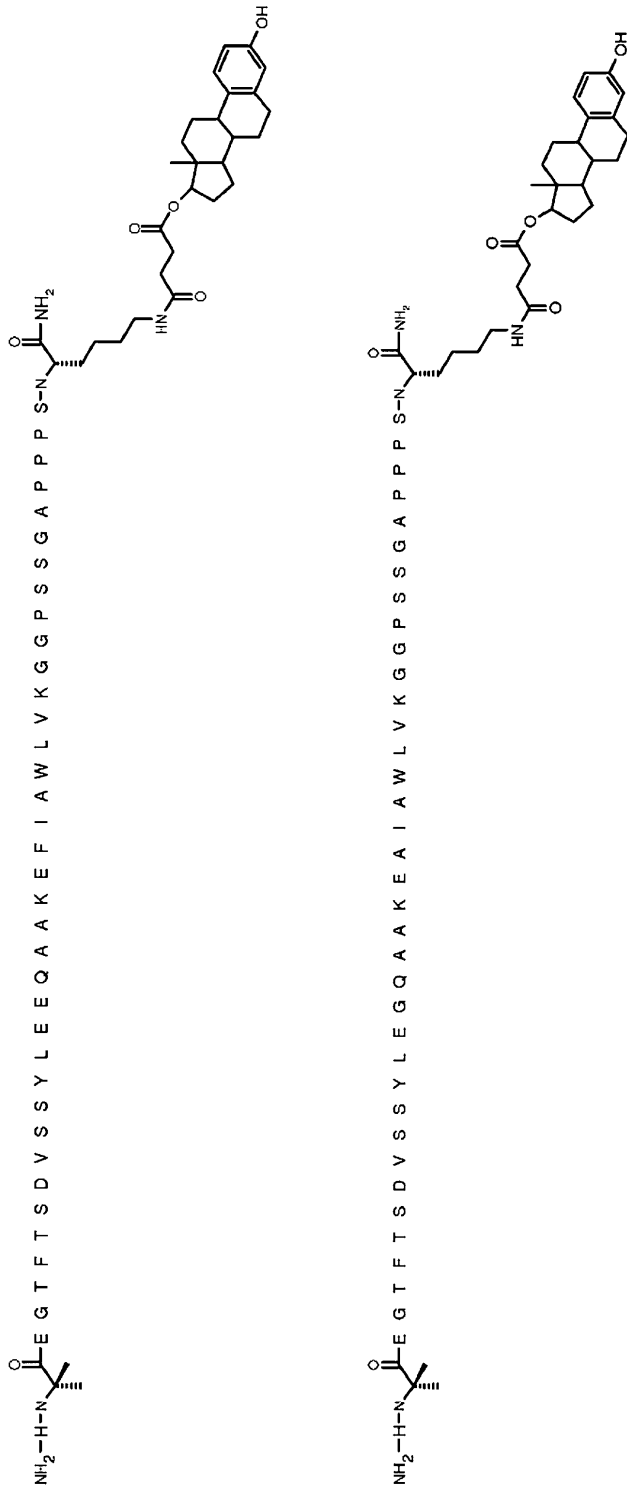 NH₂–H–N O E G T F T S D V S S Y L E E Q A A K E F I A W L V K G G P S S G A P P P S–N O NH₂ HN O O O OH
NH₂–H–N O E G T F T S D V S S Y L E G Q A A K E A I A W L V K G G P S S G A P P P S–N O NH₂ HN O O O OH